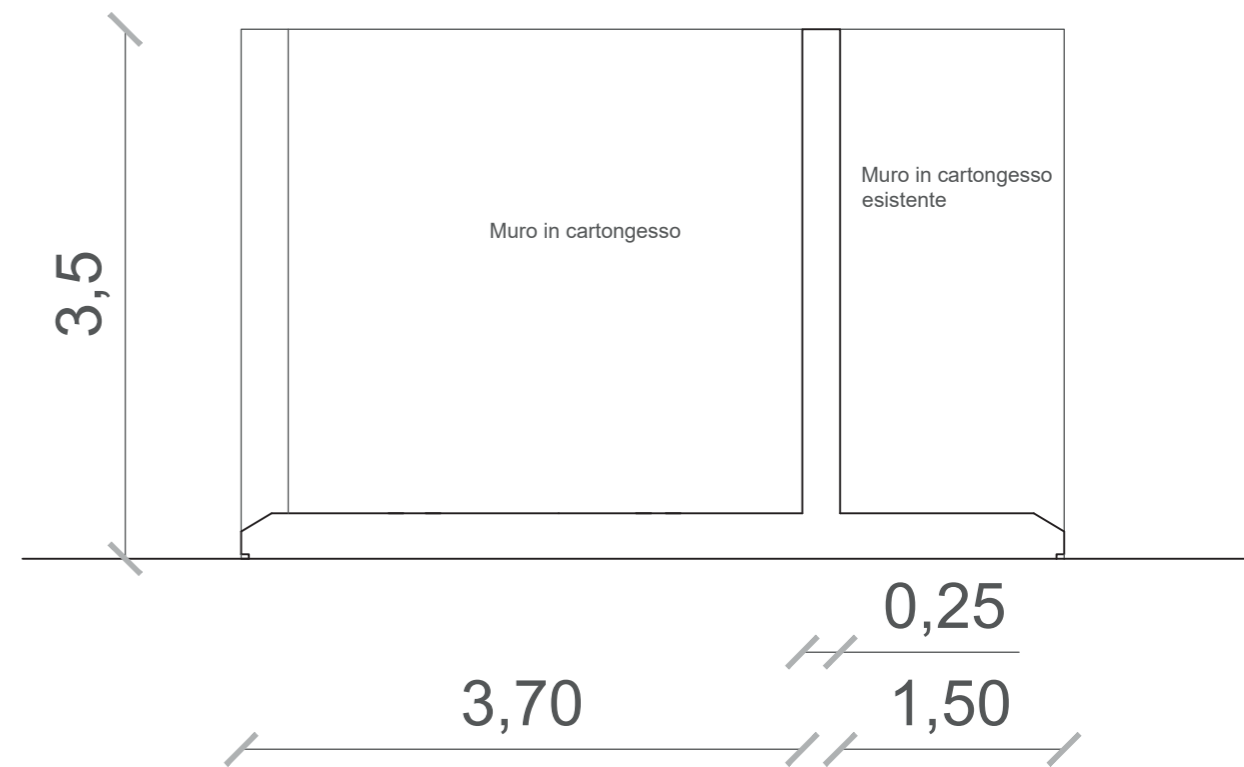 3,5
Muro in cartongesso
Muro in cartongesso
esistente
0,25
3,70
1,50